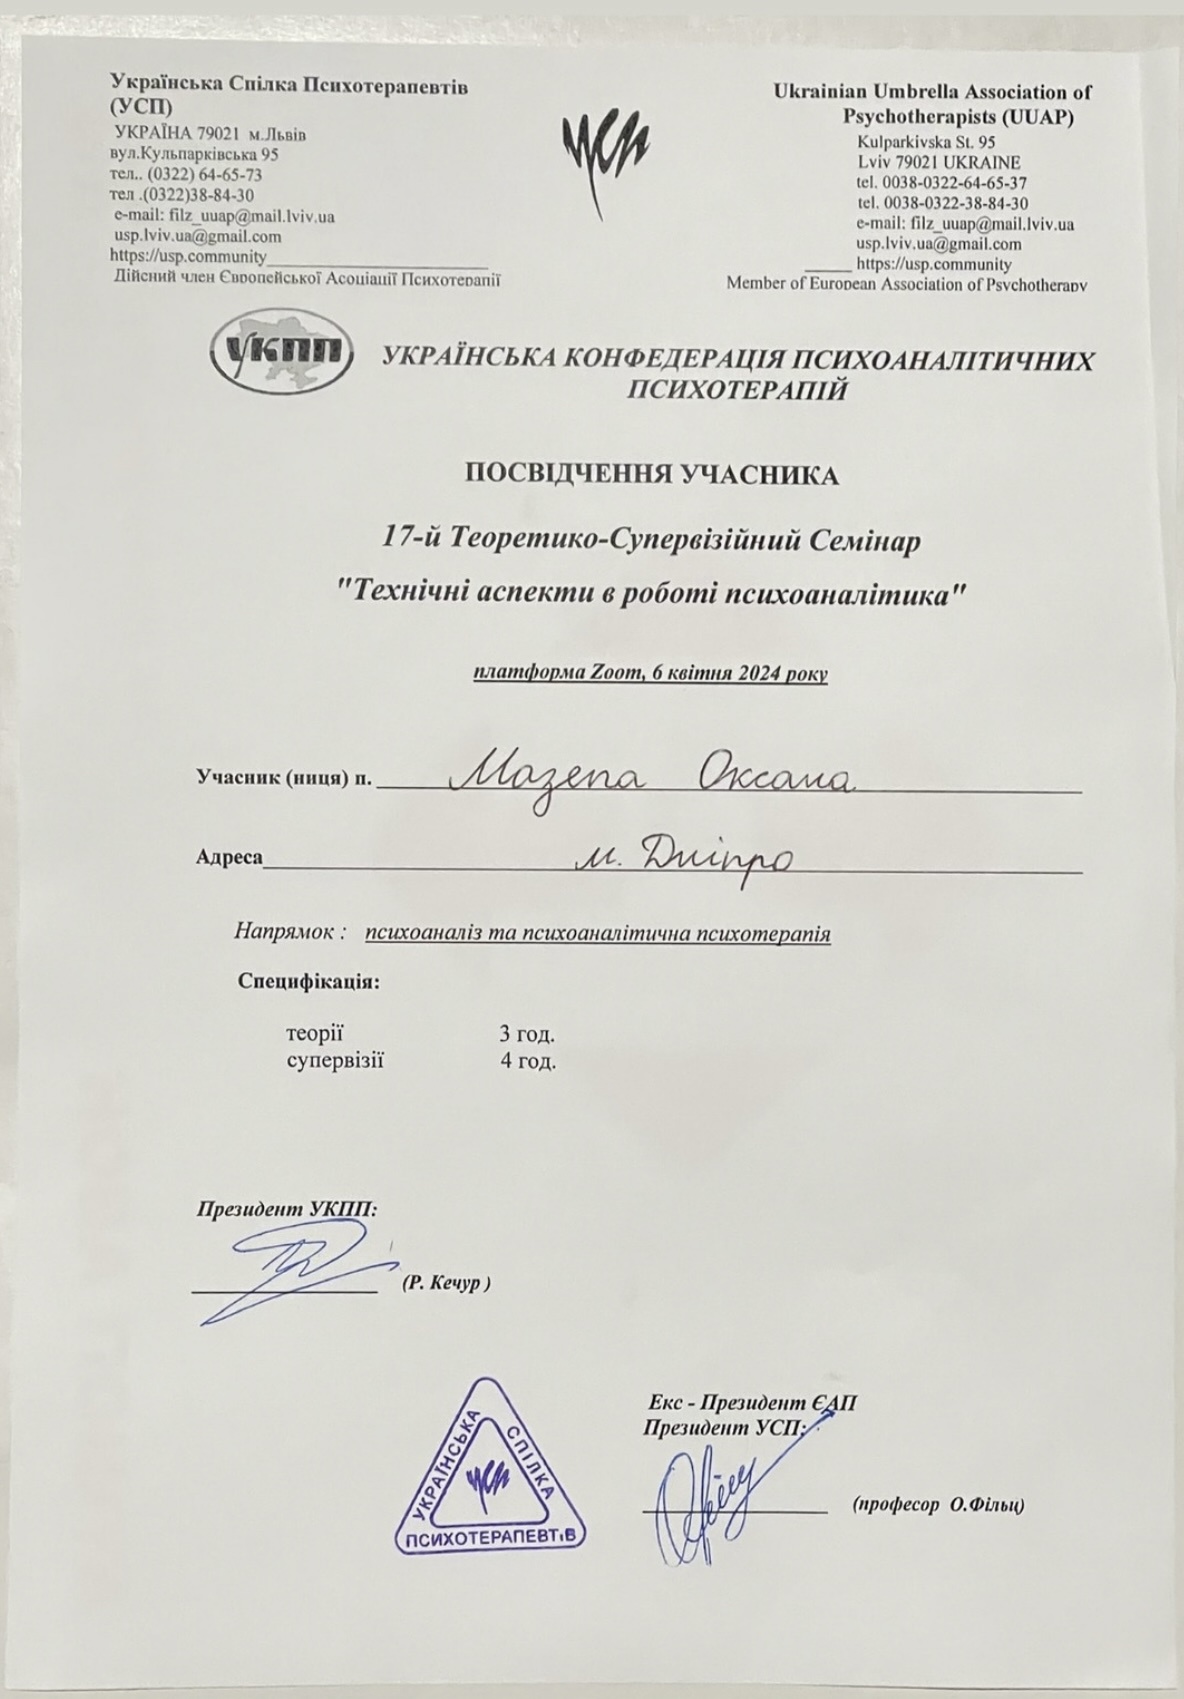 Українська Спілка Психотерапевтів
(УСП)
УКРАЇНА 79021 м.Львів
вул.Кульпарківська 95
тел.. (0322) 64-65-73
тел .(0322)38-84-30
e-mail: filz_uuap@mail.lviv.ua
usp.lviv.ua@gmail.com
https://usp.community
Дійсний член Європейської Асоціації Психотерапії
усп
Ukrainian Umbrella Association of
Psychotherapists (UUAP)
Kulparkivska St. 95
Lviv 79021 UKRAINE
tel. 0038-0322-64-65-37
tel. 0038-0322-38-84-30
e-mail: filz_uuap@mail.lviv.ua
usp.lviv.ua@gmail.com
https://usp.community
Member of European Association of Psychotherapy
УКПП
УКРАЇНСЬКА КОНФЕДЕРАЦІЯ ПСИХОАНАЛІТИЧНИХ
ПСИХОТЕРАПІЙ
ПОСВІДЧЕННЯ УЧАСНИКА
17-й Теоретико-Супервізійний Семінар
"Технічні аспекти в роботі психоаналітика"
платформа Zoom, 6 квітня 2024 року
Учасник (ниця) п. Мазепа Оксана
Адреса м. Дніпро
Напрямок : психоаналіз та психоаналітична психотерапія
Специфікація:
теорії 3 год.
супервізії 4 год.
Президент УКПП:
(Р. Кечур )
Екс - Президент ЄАП
Президент УСП:
(професор О.Фільц)
УКРАЇНСЬКА СПІЛКА
усп
ПСИХОТЕРАПЕВТІВ